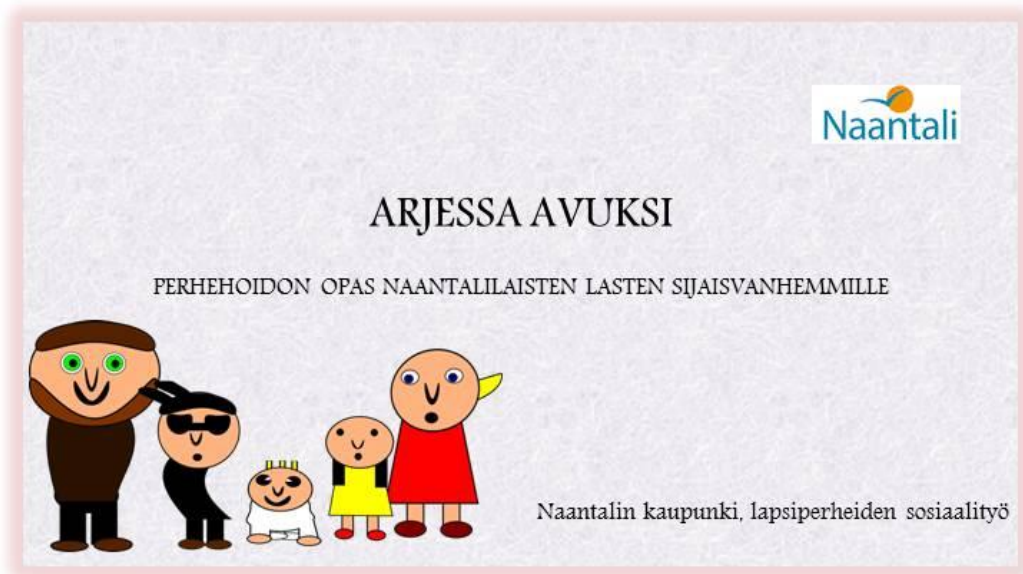 Naantali
ARJESSA AVUKSI
PERHEHOIDON OPAS NAANTALILAISTEN LASTEN SIJAISVANHEMMILLE
Naantalin kaupunki, lapsiperheiden sosiaalityö